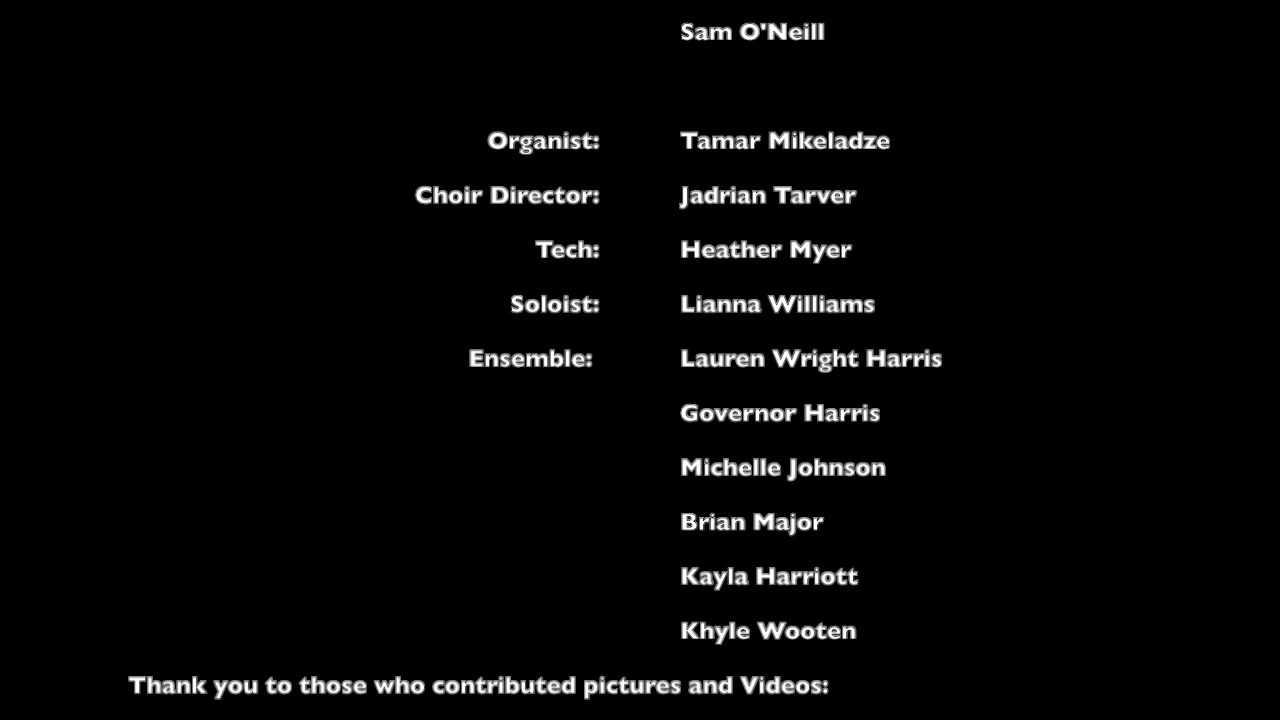 Sam O'Neill
Organist: Tamar Mikeladze
Choir Director: Jadrian Tarver
Tech: Heather Myer
Soloist: Lianna Williams
Ensemble: Lauren Wright Harris
Governor Harris
Michelle Johnson
Brian Major
Kayla Harriott
Khyle Wooten
Thank you to those who contributed pictures and Videos: